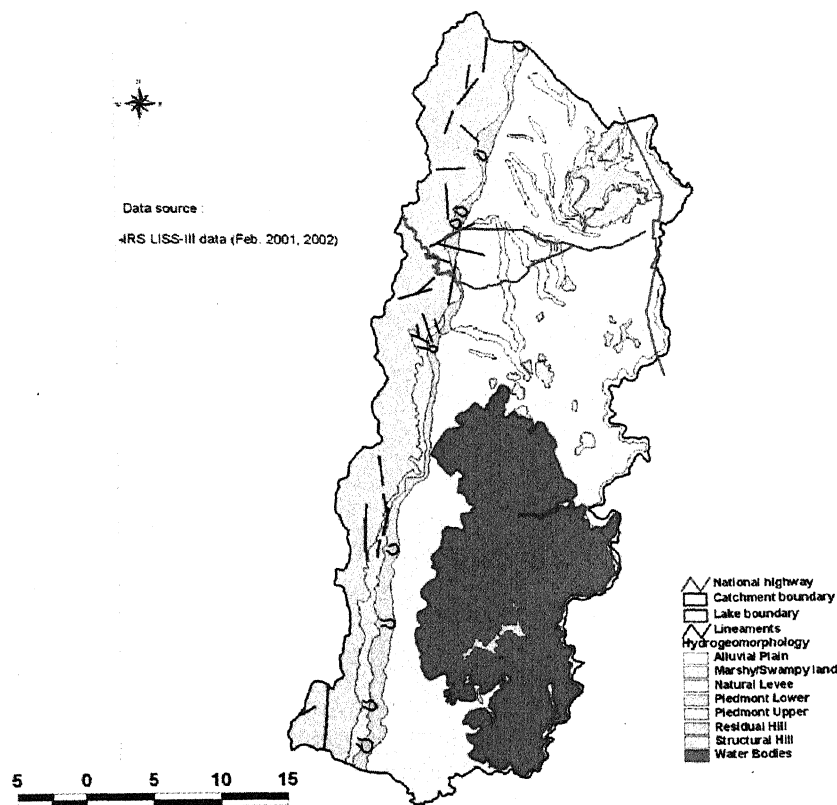 Data source :
-IRS LISS-III data (Feb. 2001, 2002)
National highway
Catchment boundary
Lake boundary
Lineaments
Hydrogeomorphology
Alluvial Plain
Marshy/Swampy land
Natural Levee
Piedmont Lower
Piedmont Upper
Residual Hill
Structural Hill
Water Bodies
5 0 5 10 15